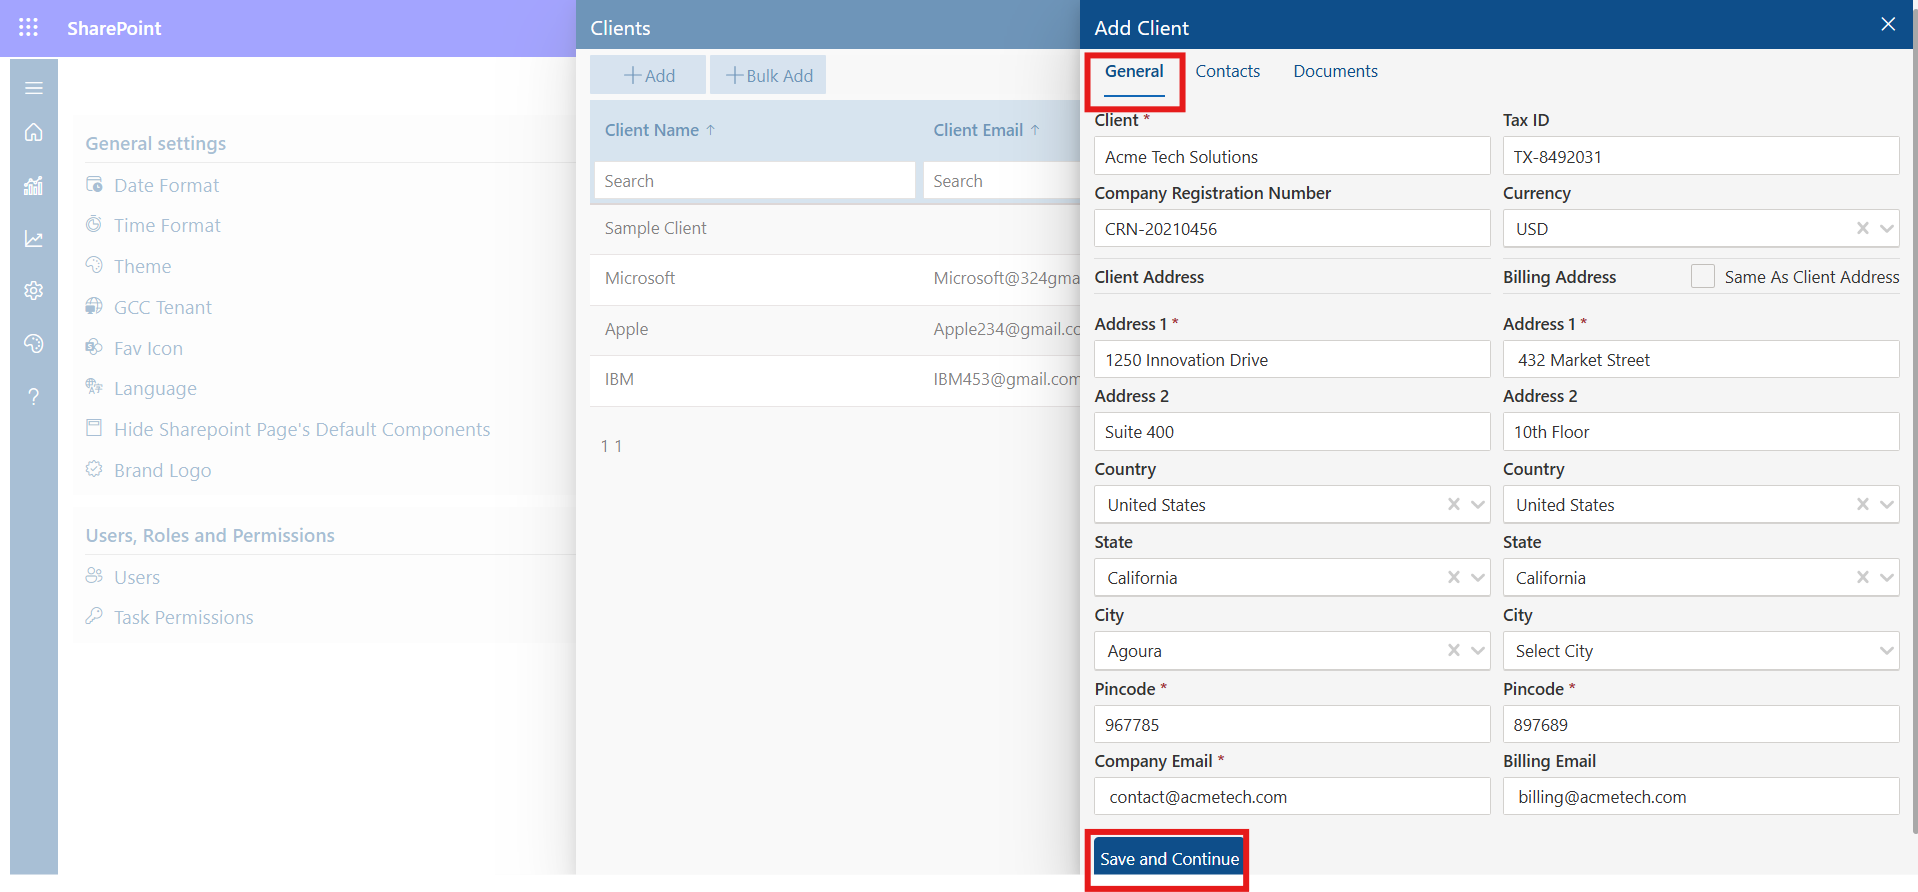 SharePoint
General settings
Date Format
Time Format
Theme
GCC Tenant
Fav Icon
Language
Hide Sharepoint Page's Default Components
Brand Logo
Users, Roles and Permissions
Users
Task Permissions
?
Clients
Add
Bulk Add
Client Name ↑ Client Email ↑
Search Search
Sample Client
Microsoft Microsoft@324gma
Apple Apple234@gmail.co
IBM IBM453@gmail.com
1 1
Add Client
General Contacts Documents
Client * Tax ID
Acme Tech Solutions TX-8492031
Company Registration Number Currency
CRN-20210456 USD
Client Address Billing Address Same As Client Address
Address 1 * Address 1 *
1250 Innovation Drive 432 Market Street
Address 2 Address 2
Suite 400 10th Floor
Country Country
United States United States
State State
California California
City City
Agoura Select City
Pincode * Pincode *
967785 897689
Company Email * Billing Email
contact@acmetech.com billing@acmetech.com
Save and Continue